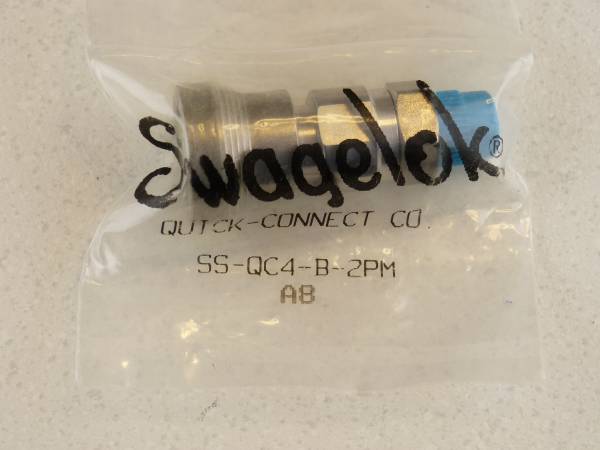 Swagelok®
QUICK-CONNECT CO.
SS-QC4-B-2PM
A8